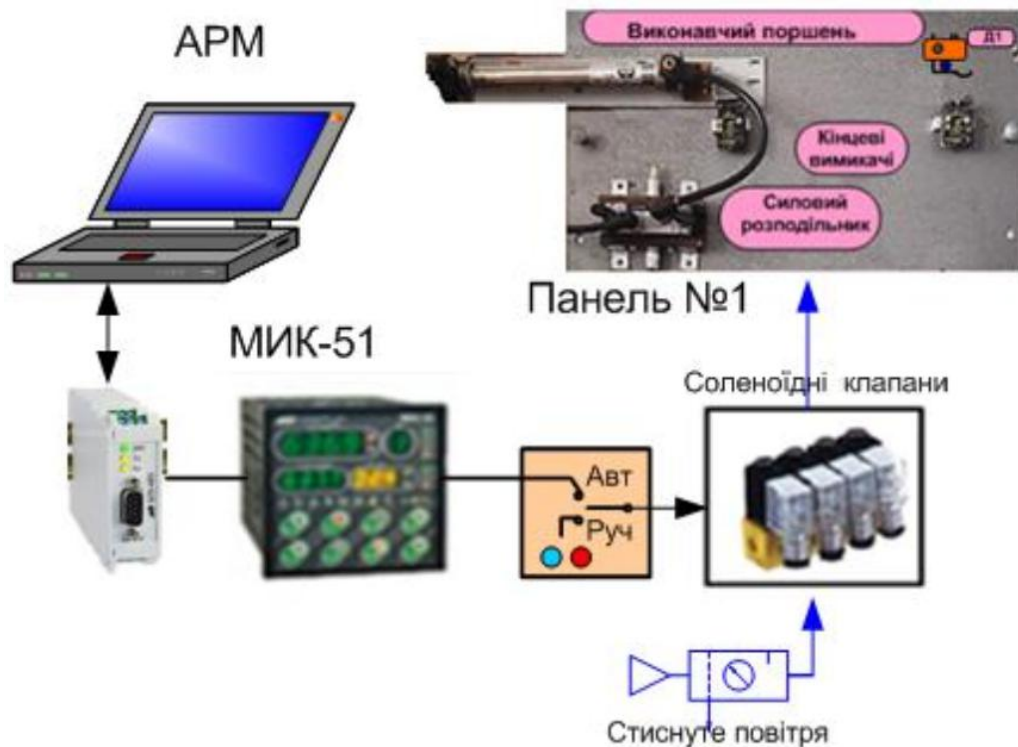 АРМ
Виконавчий поршень
Д1
Кінцеві
вимикачі
Силовий
розподільник
Панель №1
МИК-51
Соленоїдні клапани
Авт
Руч
Стиснуте повітря